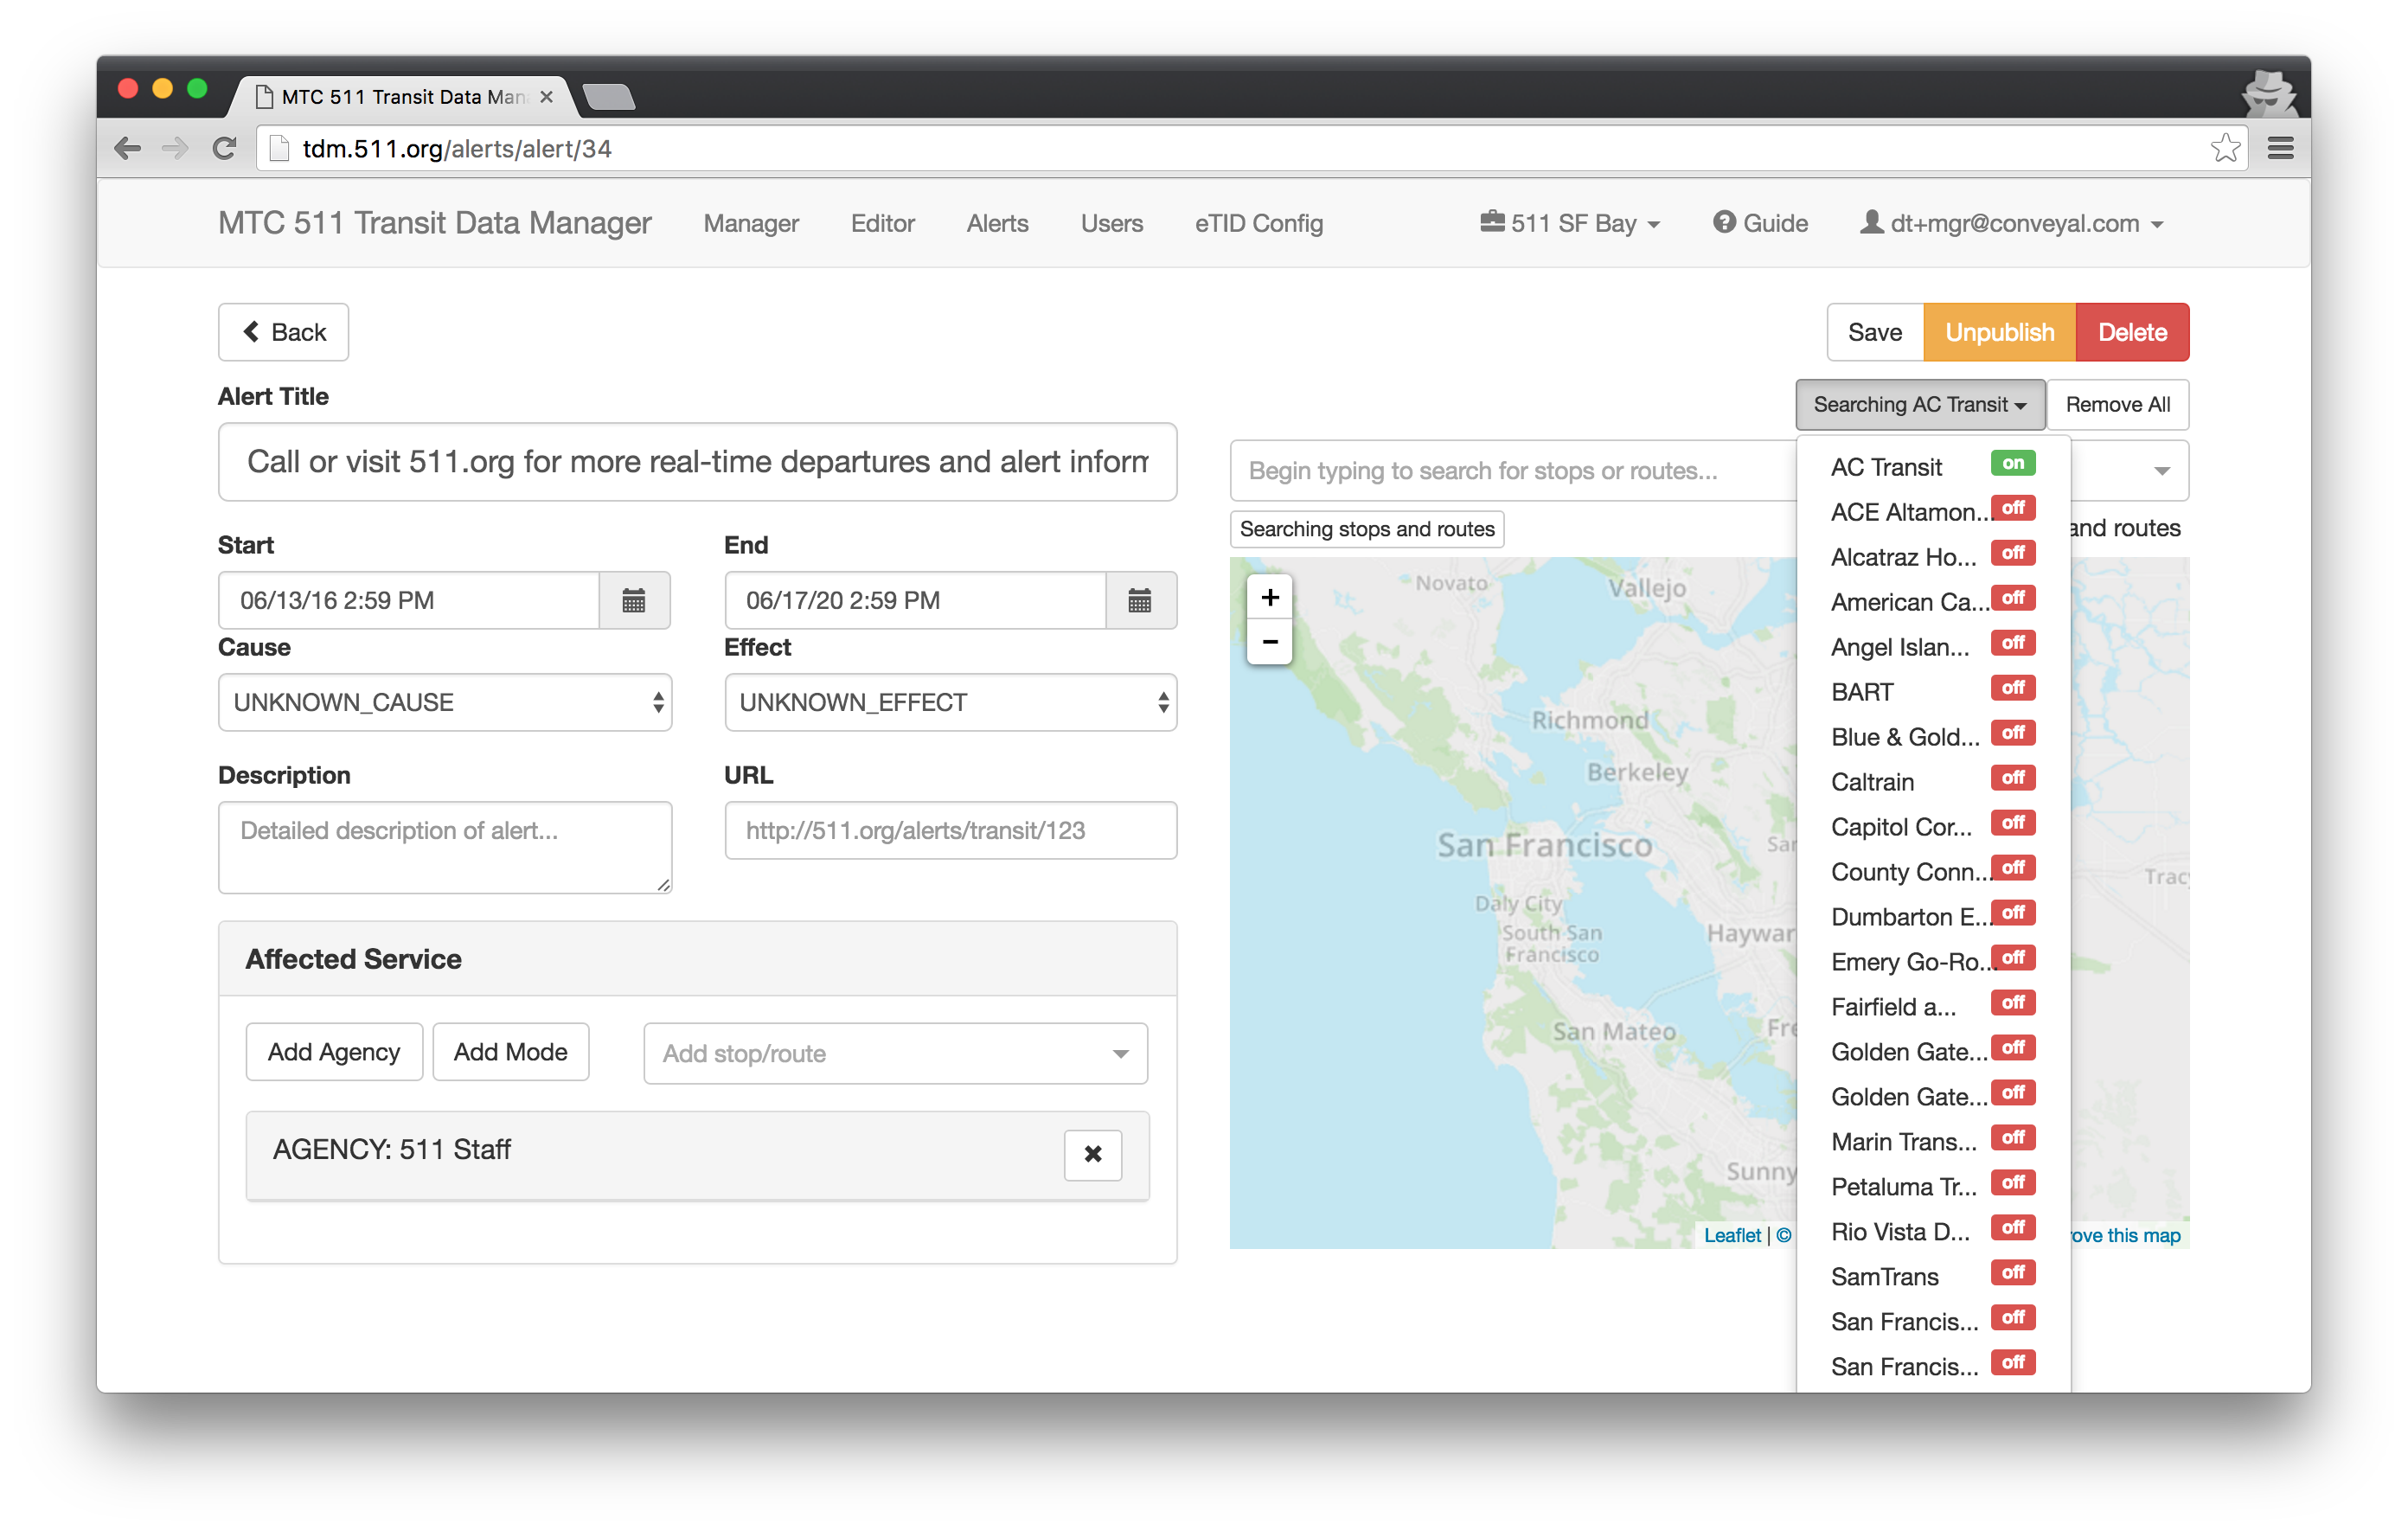 MTC 511 Transit Data Man
tdm.511.org/alerts/alert/34
MTC 511 Transit Data Manager Manager Editor Alerts Users eTID Config 511 SF Bay Guide dt+mgr@conveyal.com
Back Save Unpublish Delete
Alert Title
Call or visit 511.org for more real-time departures and alert inform
Start End
06/13/16 2:59 PM 06/17/20 2:59 PM
Cause Effect
UNKNOWN_CAUSE UNKNOWN_EFFECT
Description URL
Detailed description of alert... http://511.org/alerts/transit/123
Affected Service
Add Agency Add Mode Add stop/route
AGENCY: 511 Staff
Searching AC Transit Remove All
Begin typing to search for stops or routes...
Searching stops and routes and routes
+
−
Novato
Vallejo
Richmond
Berkeley
San Francisco
San
Daly City
South San
Francisco
Haywar
Tracy
San Mateo
Fre
Sunny
Leaflet | © rove this map
AC Transit on
ACE Altamon... off
Alcatraz Ho... off
American Ca... off
Angel Islan... off
BART off
Blue & Gold... off
Caltrain off
Capitol Cor... off
County Conn... off
Dumbarton E... off
Emery Go-Ro... off
Fairfield a... off
Golden Gate... off
Golden Gate... off
Marin Trans... off
Petaluma Tr... off
Rio Vista D... off
SamTrans off
San Francis... off
San Francis... off